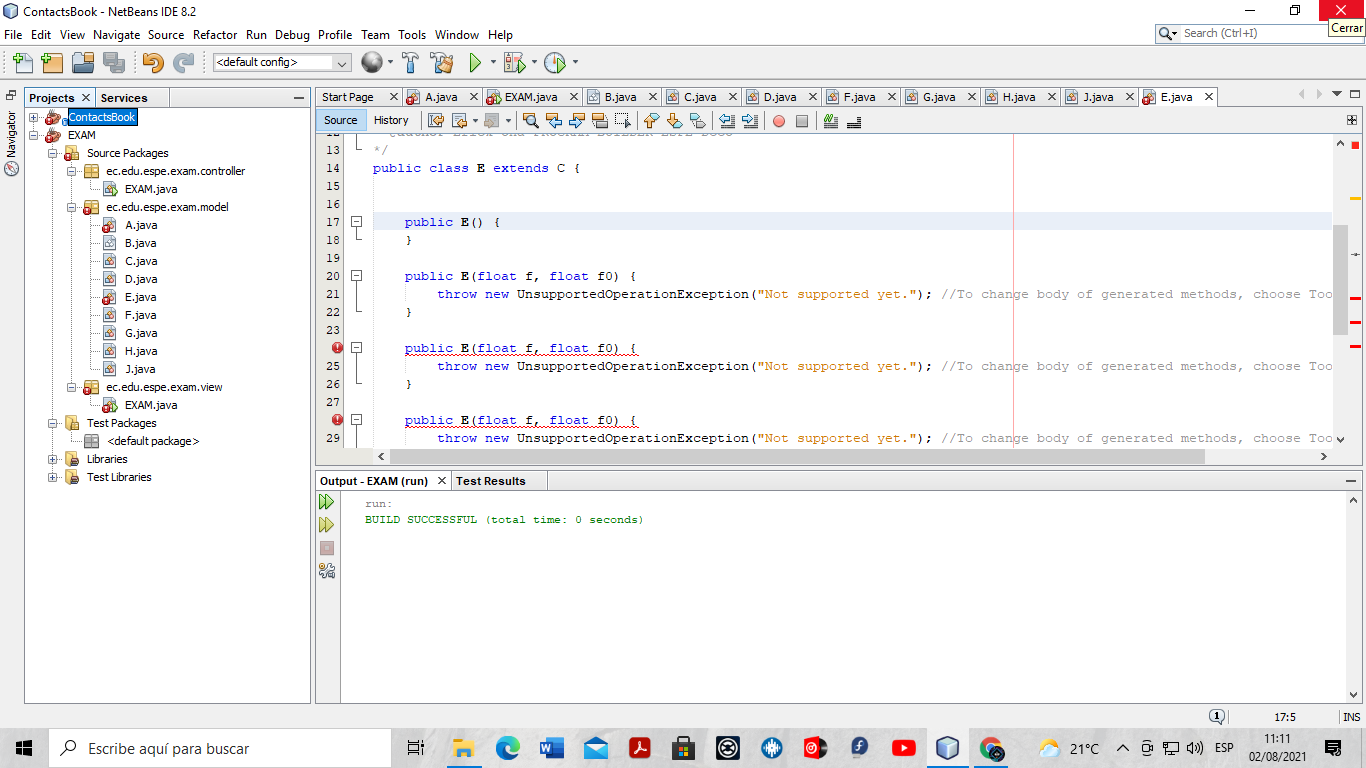 ContactsBook - NetBeans IDE 8.2
File Edit View Navigate Source Refactor Run Debug Profile Team Tools Window Help
Search (Ctrl+I)
Cerrar
<default config>
Navigator
Projects Services
ContactsBook
EXAM
Source Packages
ec.edu.espe.exam.controller
EXAM.java
ec.edu.espe.exam.model
A.java
B.java
C.java
D.java
E.java
F.java
G.java
H.java
J.java
ec.edu.espe.exam.view
EXAM.java
Test Packages
<default package>
Libraries
Test Libraries
Start Page A.java EXAM.java B.java C.java D.java F.java G.java H.java J.java E.java
Source History
13 */
14 public class E extends C {
15
16
17 public E() {
18 }
19
20 public E(float f, float f0) {
21 throw new UnsupportedOperationException("Not supported yet."); //To change body of generated methods, choose Too
22 }
23
public E(float f, float f0) {
25 throw new UnsupportedOperationException("Not supported yet."); //To change body of generated methods, choose Too
26 }
27
public E(float f, float f0) {
29 throw new UnsupportedOperationException("Not supported yet."); //To change body of generated methods, choose Too
Output - EXAM (run) Test Results
run:
BUILD SUCCESSFUL (total time: 0 seconds)
1 17:5 INS
Escribe aquí para buscar
21°C ESP 11:11
02/08/2021